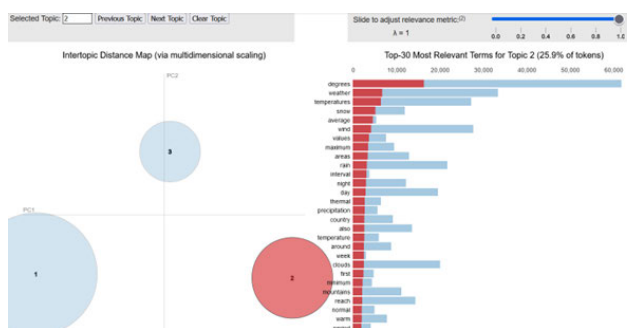 Selected Topic: 2 Previous Topic Next Topic Clear Topic
Slide to adjust relevance metric:(2)
λ = 1
0.0 0.2 0.4 0.6 0.8 1.0
Intertopic Distance Map (via multidimensional scaling)
PC2
PC1
3
1
2
Top-30 Most Relevant Terms for Topic 2 (25.9% of tokens)
0 10,000 20,000 30,000 40,000 50,000 60,000
degrees
weather
temperatures
snow
average
wind
values
maximum
areas
rain
interval
night
day
thermal
precipitation
country
also
temperature
around
week
clouds
first
minimum
mountains
reach
normal
warm